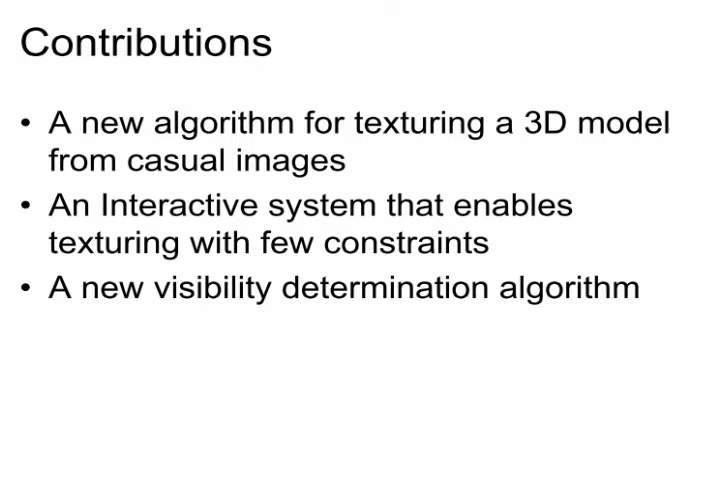 Contributions
• A new algorithm for texturing a 3D model
from casual images
• An Interactive system that enables
texturing with few constraints
• A new visibility determination algorithm